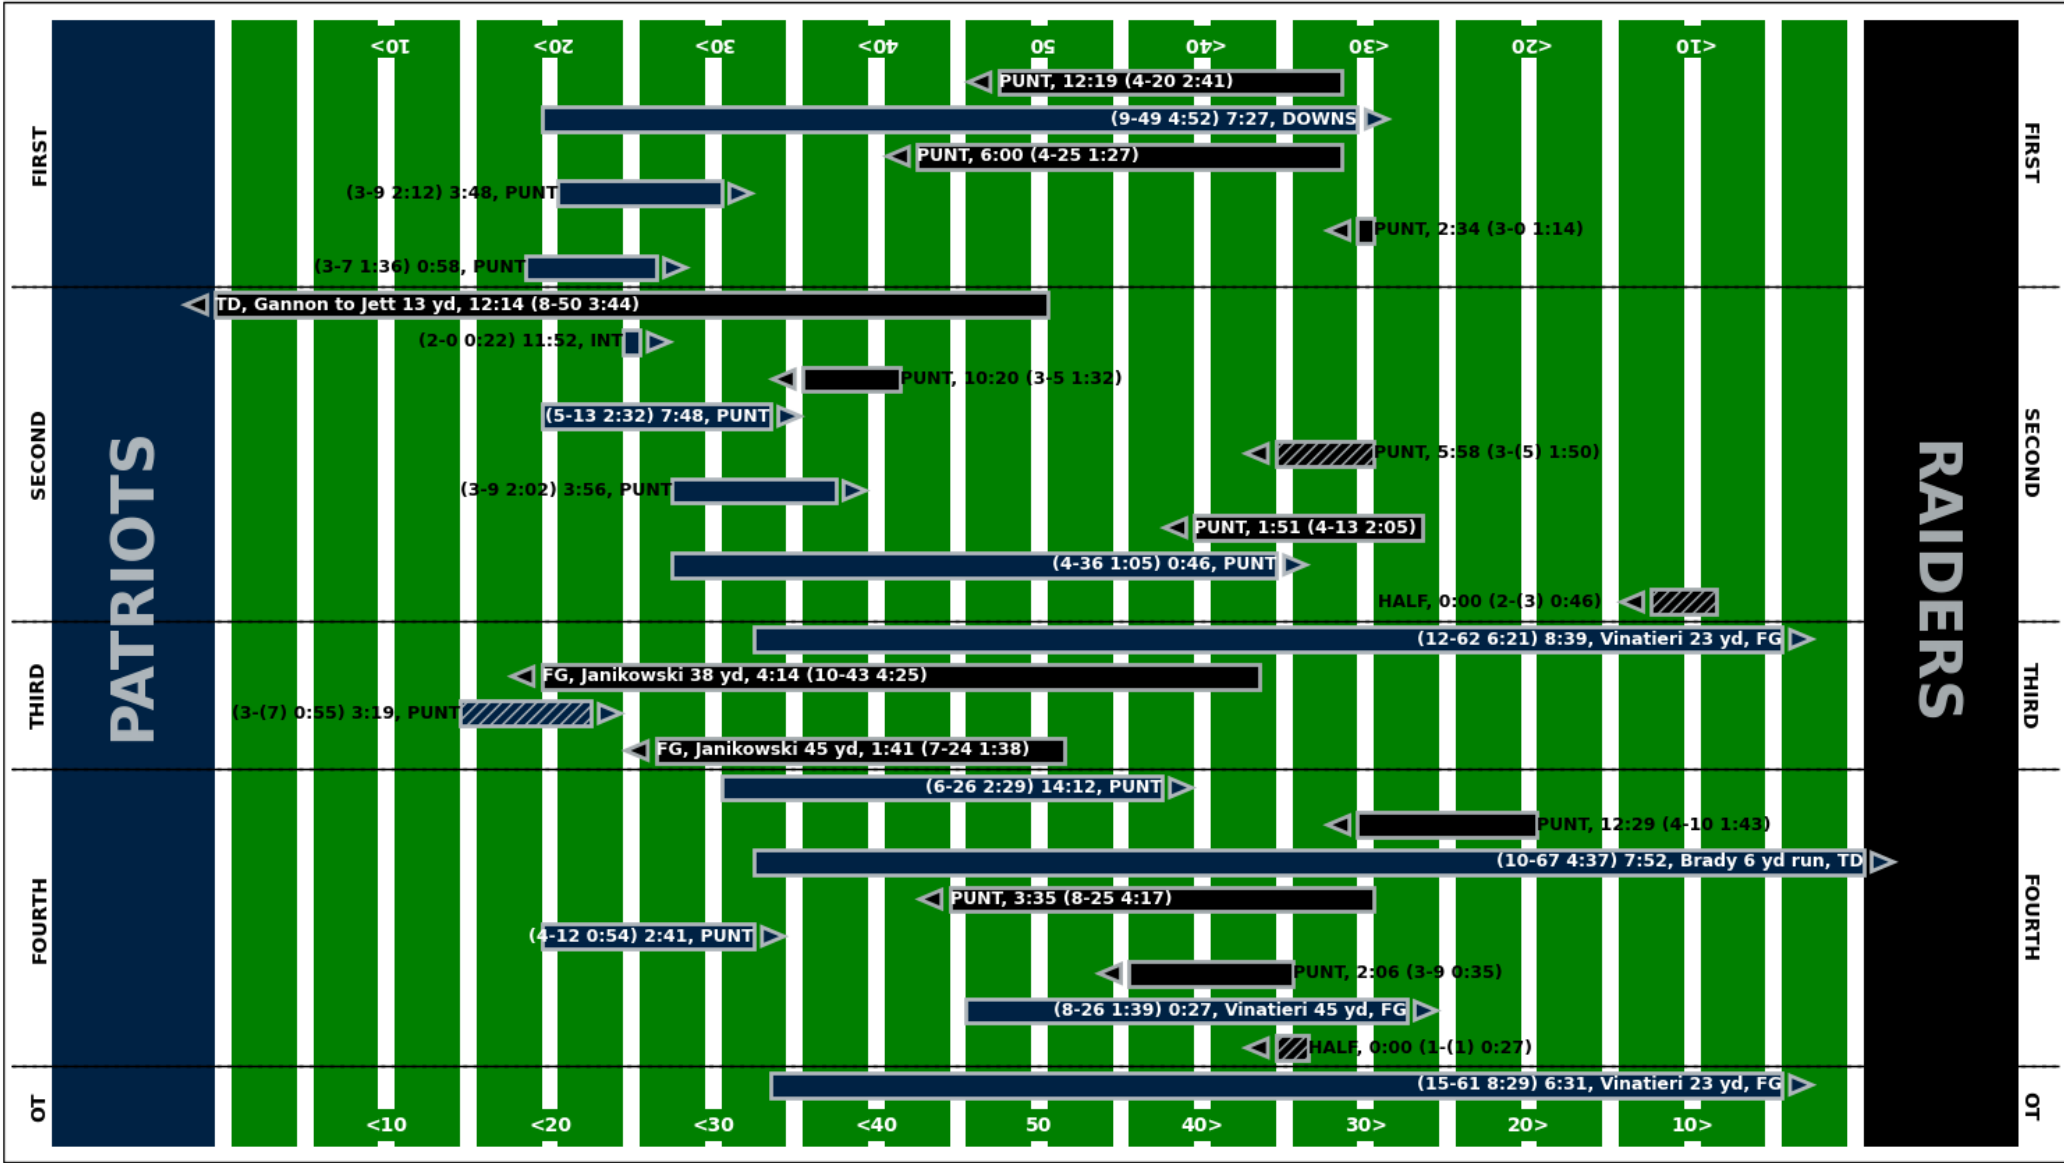 <10 <20 <30 <40 50 40> 30> 20> 10>
PATRIOTS
RAIDERS
FIRST
FIRST
PUNT, 12:19 (4-20 2:41)
(9-49 4:52) 7:27, DOWNS
PUNT, 6:00 (4-25 1:27)
(3-9 2:12) 3:48, PUNT
PUNT, 2:34 (3-0 1:14)
(3-7 1:36) 0:58, PUNT
SECOND
SECOND
TD, Gannon to Jett 13 yd, 12:14 (8-50 3:44)
(2-0 0:22) 11:52, INT
PUNT, 10:20 (3-5 1:32)
(5-13 2:32) 7:48, PUNT
PUNT, 5:58 (3-(5) 1:50)
(3-9 2:02) 3:56, PUNT
PUNT, 1:51 (4-13 2:05)
(4-36 1:05) 0:46, PUNT
HALF, 0:00 (2-(3) 0:46)
THIRD
THIRD
(12-62 6:21) 8:39, Vinatieri 23 yd, FG
FG, Janikowski 38 yd, 4:14 (10-43 4:25)
(3-(7) 0:55) 3:19, PUNT
FG, Janikowski 45 yd, 1:41 (7-24 1:38)
FOURTH
FOURTH
(6-26 2:29) 14:12, PUNT
PUNT, 12:29 (4-10 1:43)
(10-67 4:37) 7:52, Brady 6 yd run, TD
PUNT, 3:35 (8-25 4:17)
(4-12 0:54) 2:41, PUNT
PUNT, 2:06 (3-9 0:35)
(8-26 1:39) 0:27, Vinatieri 45 yd, FG
HALF, 0:00 (1-(1) 0:27)
OT
OT
(15-61 8:29) 6:31, Vinatieri 23 yd, FG
<10 <20 <30 <40 50 40> 30> 20> 10>